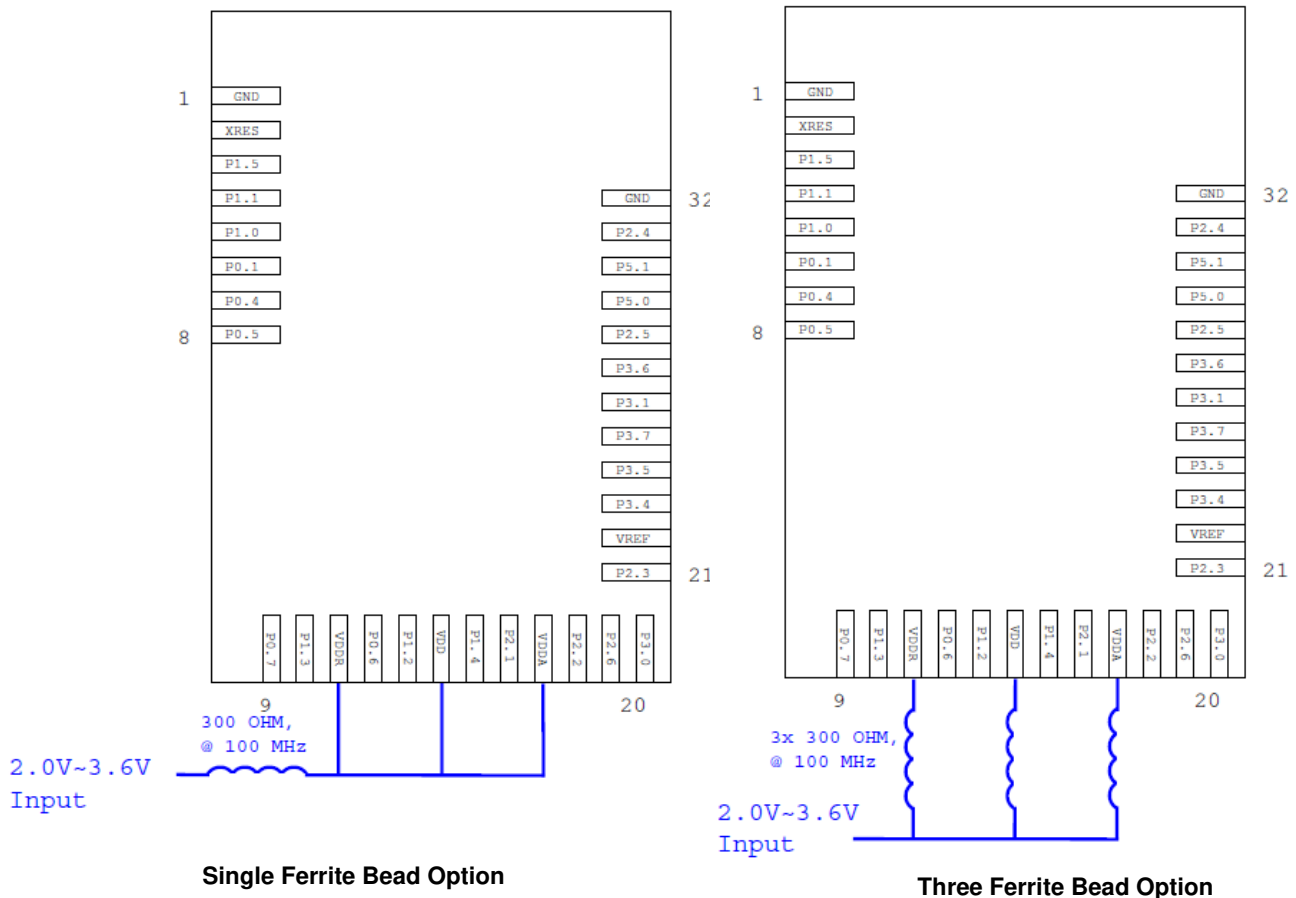 1
GND
XRES
P1.5
P1.1
P1.0
P0.1
P0.4
8
P0.5
GND
32
P2.4
P5.1
P5.0
P2.5
P3.6
P3.1
P3.7
P3.5
P3.4
VREF
P2.3
21
P0.7
P1.3
VDDR
P0.6
P1.2
VDD
P1.4
P2.1
VDDA
P2.2
P2.6
P3.0
9
20
300 OHM,
@ 100 MHz
2.0V~3.6V
Input
Single Ferrite Bead Option
1
GND
XRES
P1.5
P1.1
P1.0
P0.1
P0.4
8
P0.5
GND
32
P2.4
P5.1
P5.0
P2.5
P3.6
P3.1
P3.7
P3.5
P3.4
VREF
P2.3
21
P0.7
P1.3
VDDR
P0.6
P1.2
VDD
P1.4
P2.1
VDDA
P2.2
P2.6
P3.0
9
20
3x 300 OHM,
@ 100 MHz
2.0V~3.6V
Input
Three Ferrite Bead Option